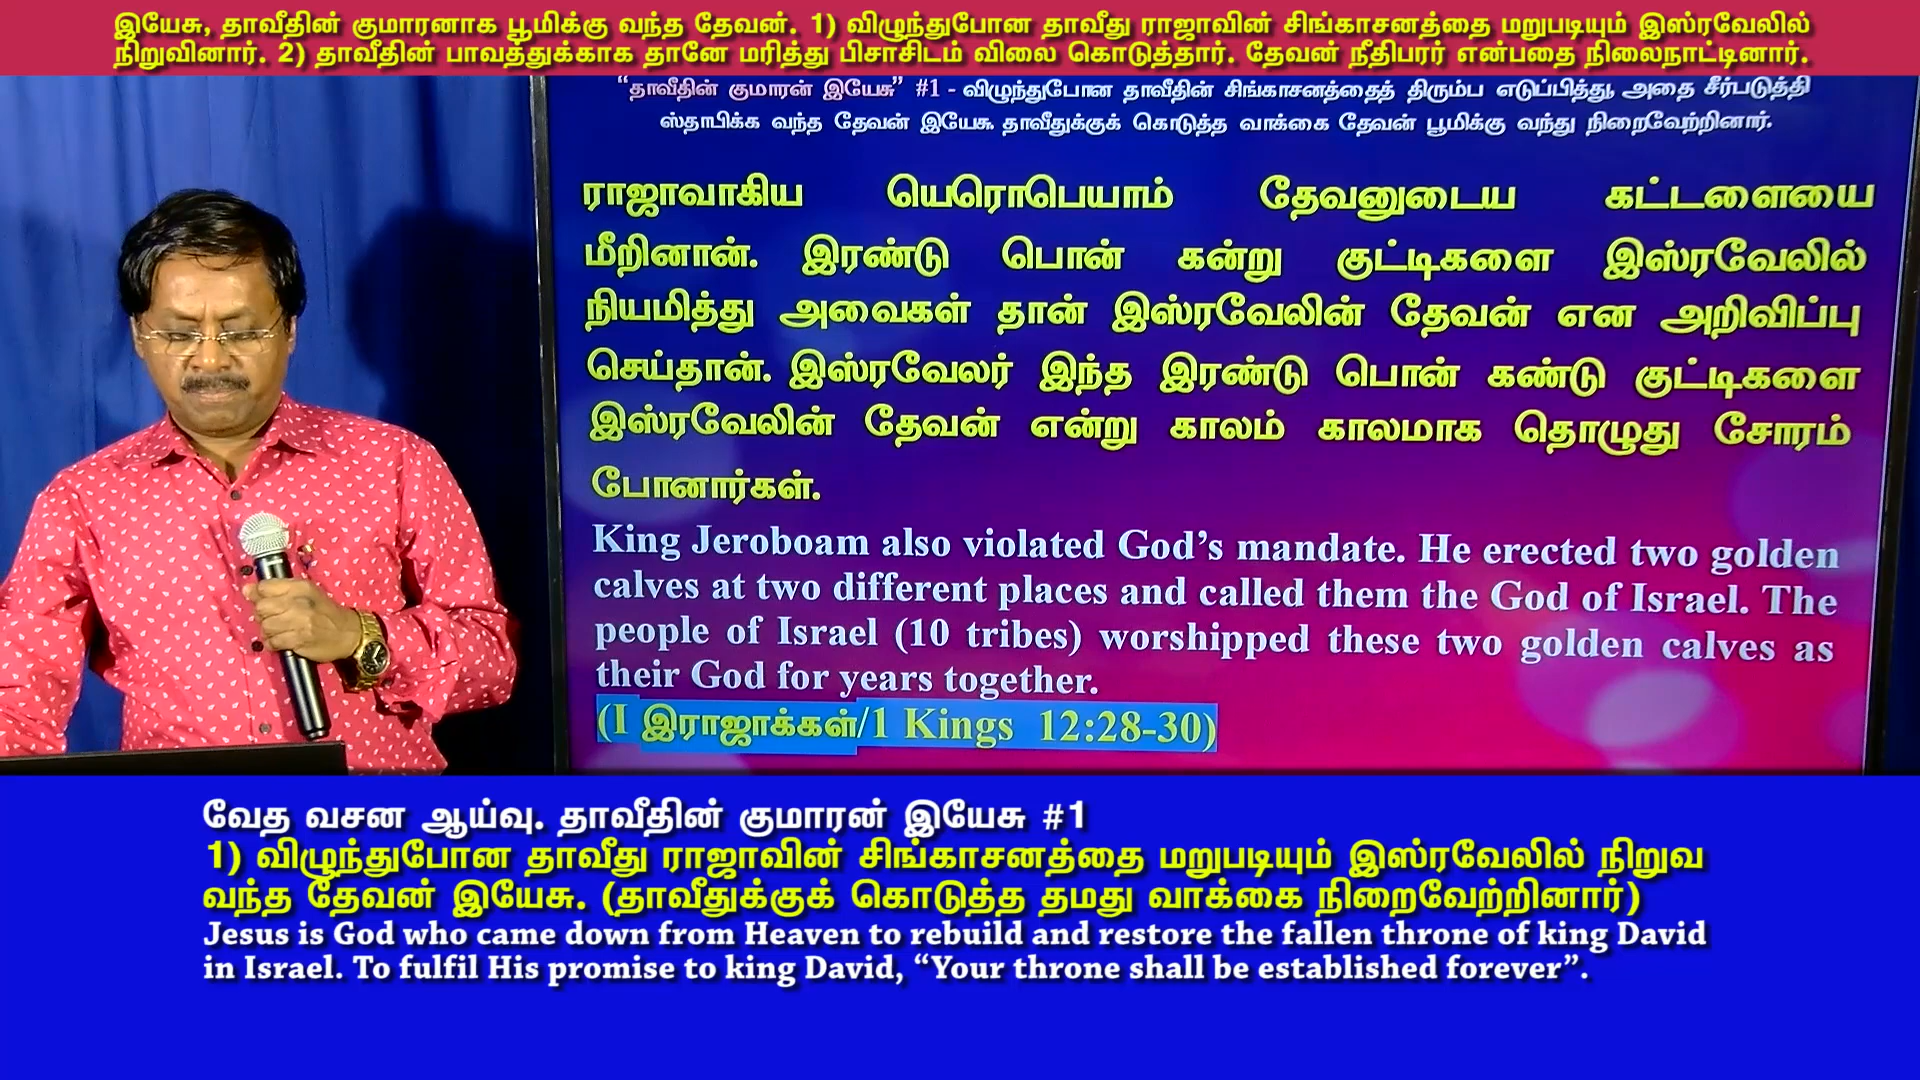 இயேசு, தாவீதின் குமாரனாக பூமிக்கு வந்த தேவன். 1) விழுந்துபோன தாவீது ராஜாவின் சிங்காசனத்தை மறுபடியும் இஸ்ரவேலில்
நிறுவினார். 2) தாவீதின் பாவத்துக்காக தானே மரித்து பிசாசிடம் விலை கொடுத்தார். தேவன் நீதிபரர் என்பதை நிலைநாட்டினார்.
“தாவீதின் குமாரன் இயேசு” #1 - விழுந்துபோன தாவீதின் சிங்காசனத்தைத் திரும்ப எடுப்பித்து, அதை சீர்படுத்தி
ஸ்தாபிக்க வந்த தேவன் இயேசு. தாவீதுக்குக் கொடுத்த வாக்கை தேவன் பூமிக்கு வந்து நிறைவேற்றினார்.
ராஜாவாகிய யெரொபெயாம் தேவனுடைய கட்டளையை
மீறினான். இரண்டு பொன் கன்று குட்டிகளை இஸ்ரவேலில்
நியமித்து அவைகள் தான் இஸ்ரவேலின் தேவன் என அறிவிப்பு
செய்தான். இஸ்ரவேலர் இந்த இரண்டு பொன் கண்டு குட்டிகளை
இஸ்ரவேலின் தேவன் என்று காலம் காலமாக தொழுது சோரம்
போனார்கள்.
King Jeroboam also violated God’s mandate. He erected two golden
calves at two different places and called them the God of Israel. The
people of Israel (10 tribes) worshipped these two golden calves as
their God for years together.
(I இராஜாக்கள்/1 Kings 12:28-30)
வேத வசன ஆய்வு. தாவீதின் குமாரன் இயேசு #1
1) விழுந்துபோன தாவீது ராஜாவின் சிங்காசனத்தை மறுபடியும் இஸ்ரவேலில் நிறுவ
வந்த தேவன் இயேசு. (தாவீதுக்குக் கொடுத்த தமது வாக்கை நிறைவேற்றினார்)
Jesus is God who came down from Heaven to rebuild and restore the fallen throne of king David
in Israel. To fulfil His promise to king David, “Your throne shall be established forever”.